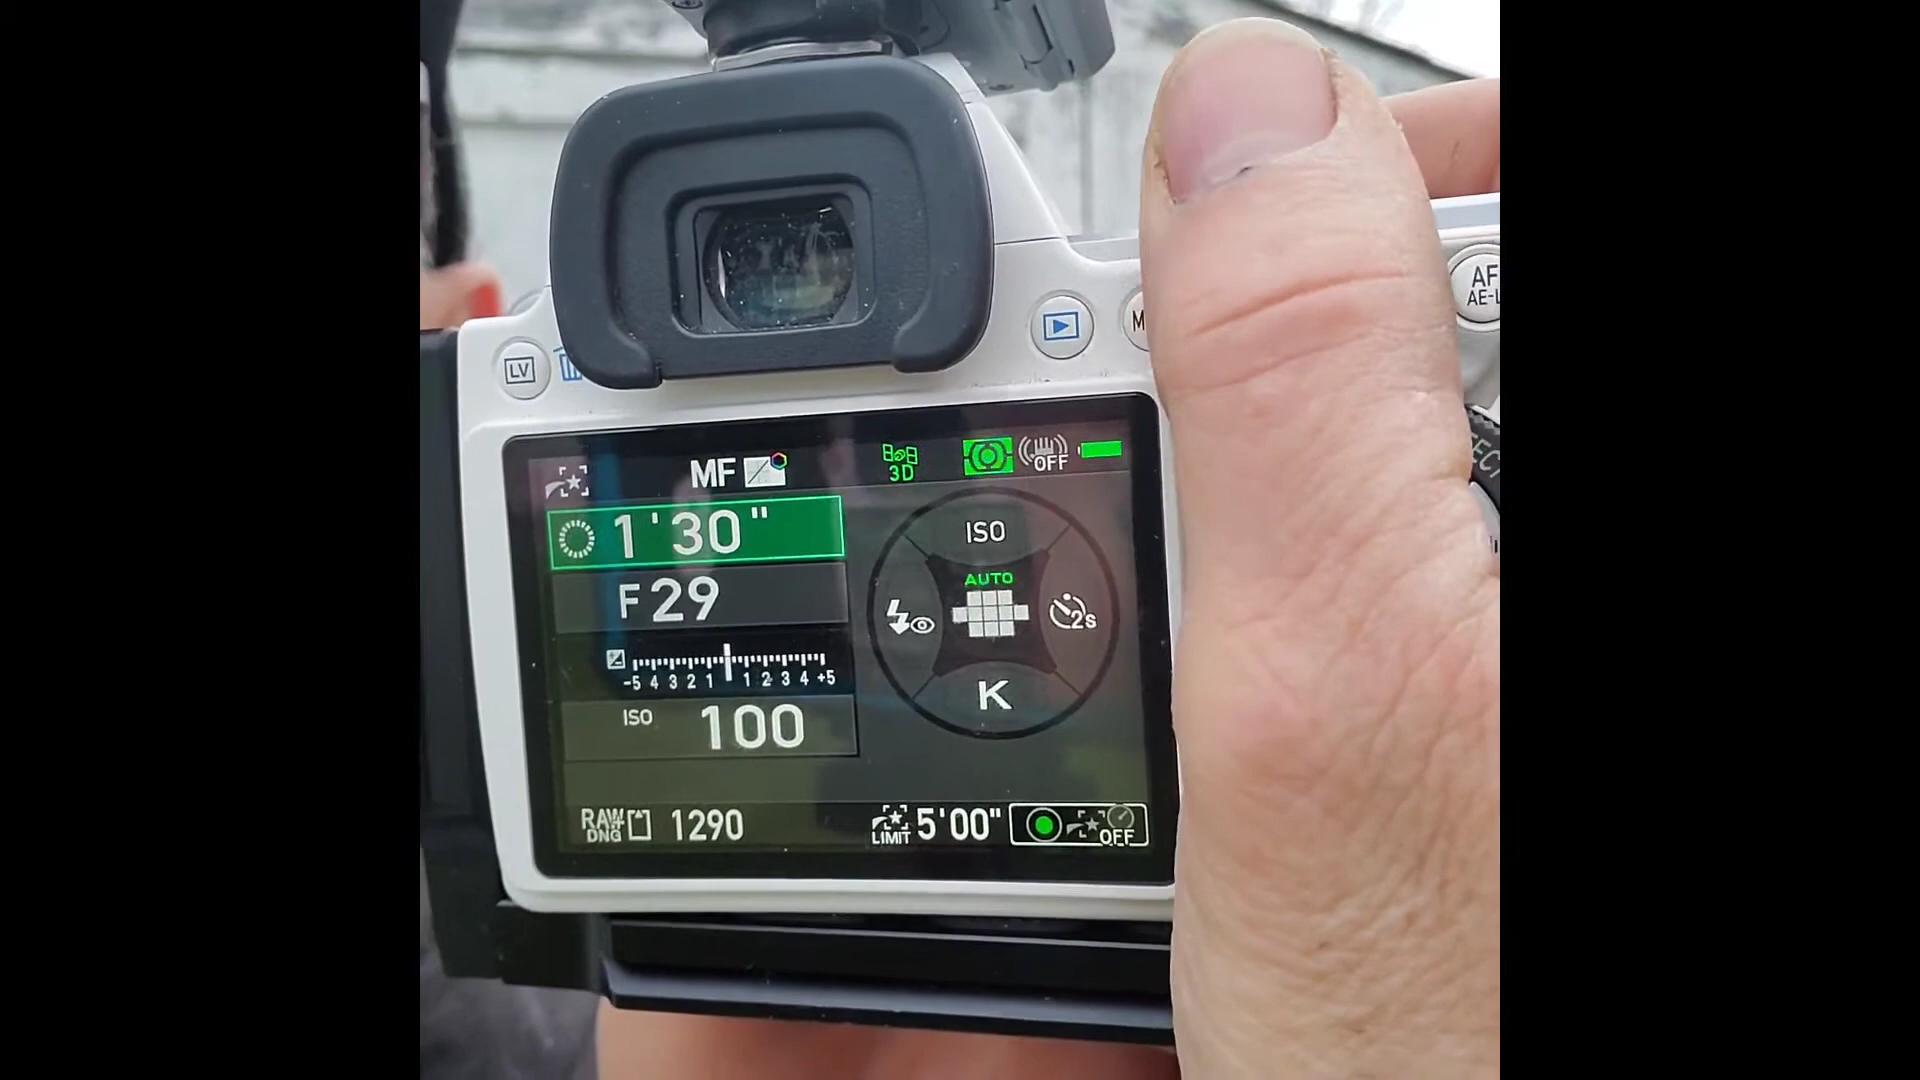 LV
M
AF
AE-L
MF
3D
OFF
1'30"
F29
-5 4 3 2 1 1 2 3 4 +5
ISO 100
ISO
AUTO
2s
K
RAW+
DNG
1290
LIMIT 5'00"
OFF